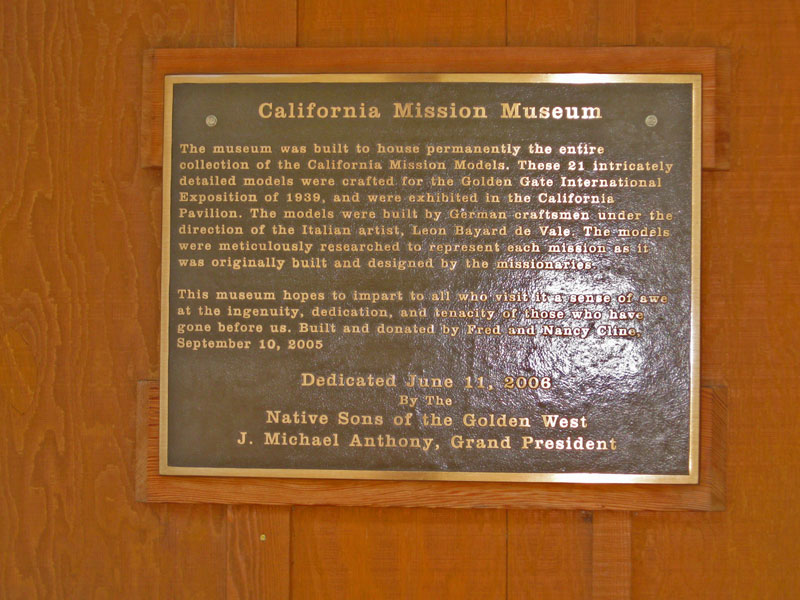 California Mission Museum
The museum was built to house permanently the entire
collection of the California Mission Models. These 21 intricately
detailed models were crafted for the Golden Gate International
Exposition of 1939, and were exhibited in the California
Pavilion. The models were built by German craftsmen under the
direction of the Italian artist, Leon Bayard de Vale. The models
were meticulously researched to represent each mission as it
was originally built and designed by the missionaries.
This museum hopes to impart to all who visit it a sense of awe
at the ingenuity, dedication, and tenacity of those who have
gone before us. Built and donated by Fred and Nancy Cline,
September 10, 2005
Dedicated June 11, 2006
By The
Native Sons of the Golden West
J. Michael Anthony, Grand President